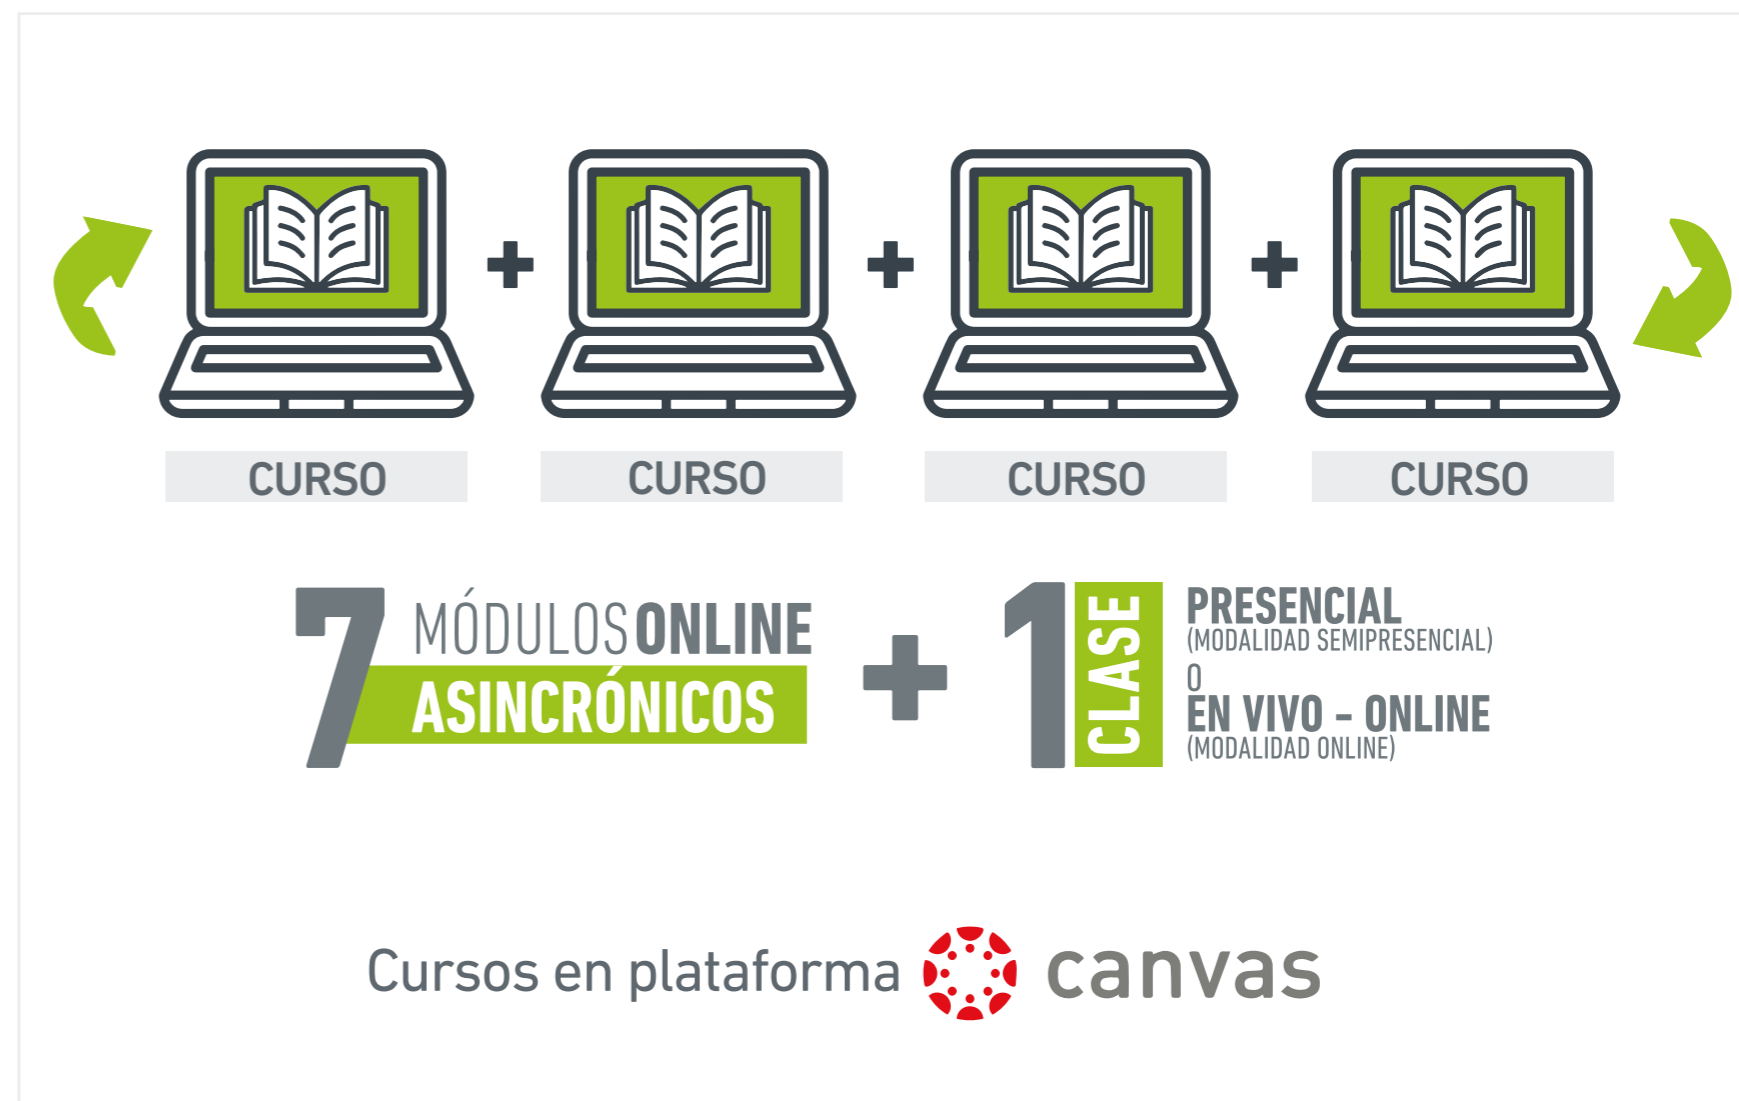 CURSO CURSO CURSO CURSO
7 MÓDULOS ONLINE
ASINCRÓNICOS
+
1 CLASE
PRESENCIAL
(MODALIDAD SEMIPRESENCIAL)
O
EN VIVO - ONLINE
(MODALIDAD ONLINE)
Cursos en plataforma canvas